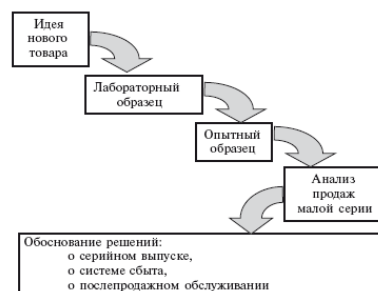 Идея
нового
товара
Лабораторный
образец
Опытный
образец
Анализ
продаж
малой серии
Обоснование решений:
о серийном выпуске,
о системе сбыта,
о послепродажном обслуживании